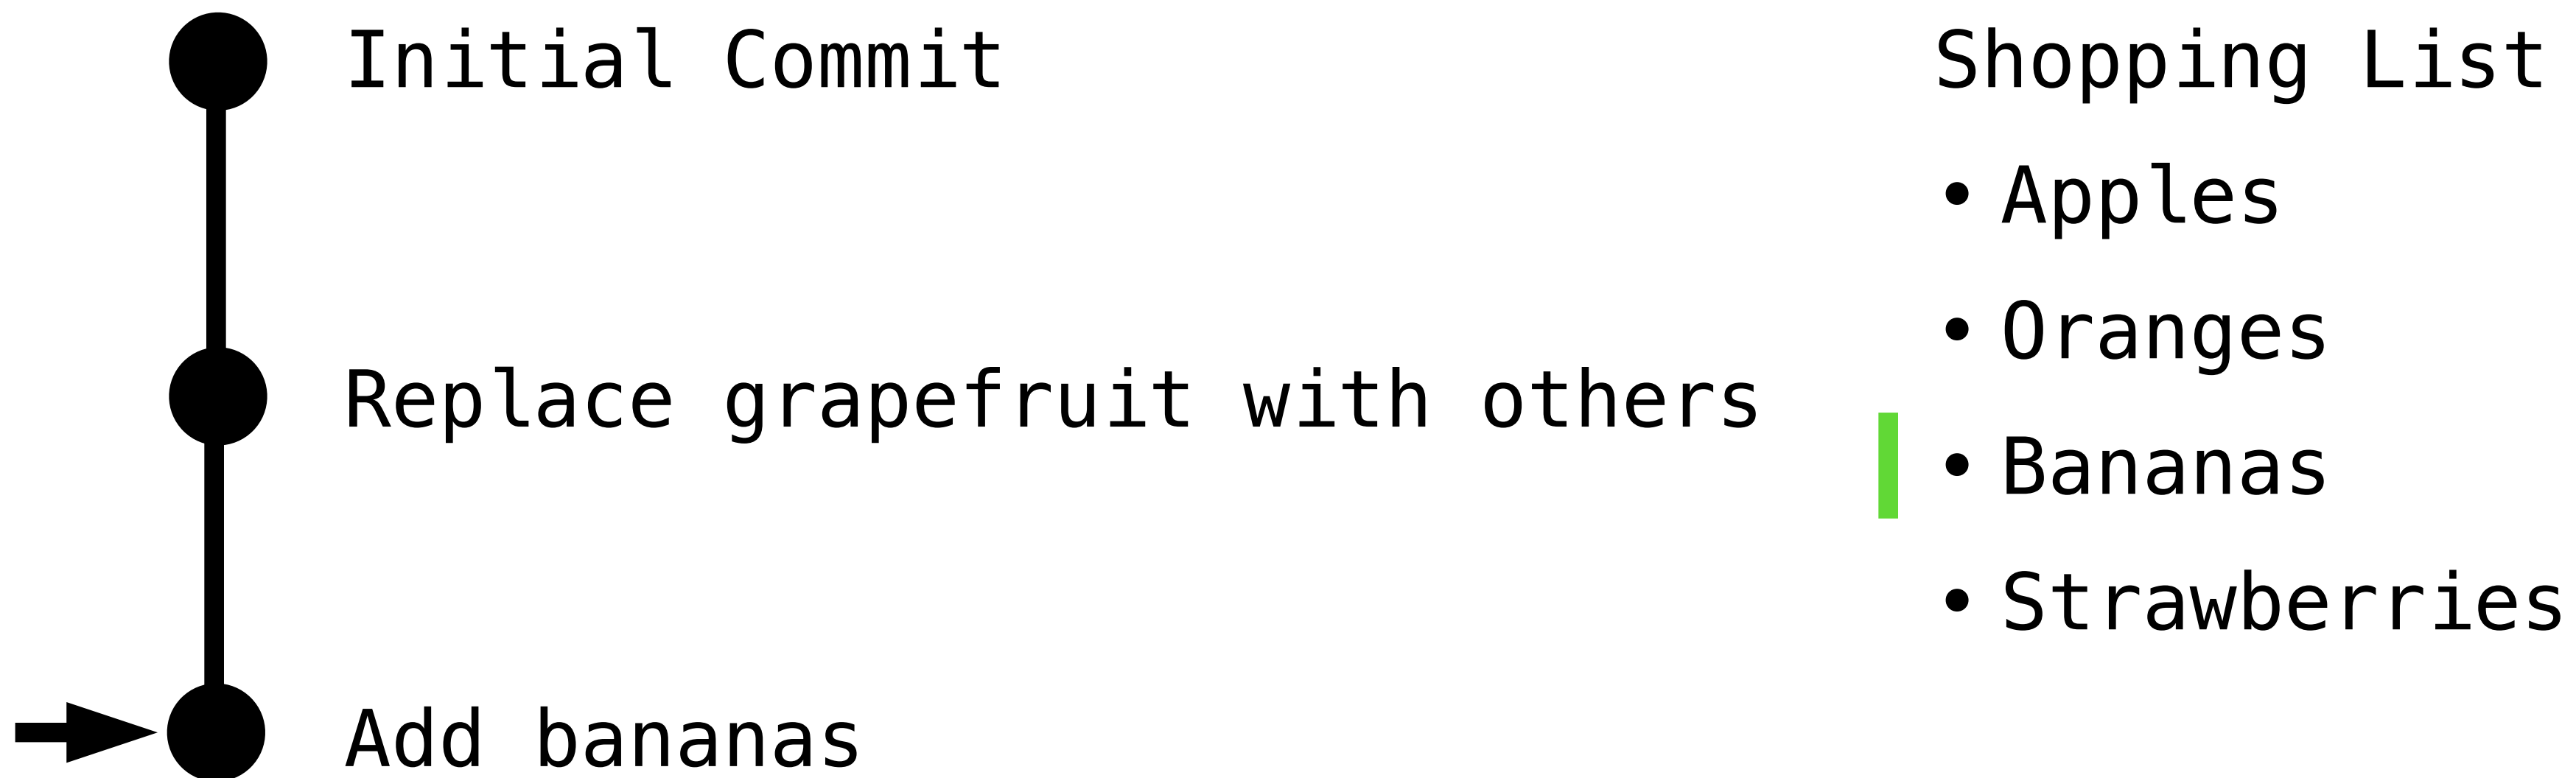 Initial Commit
Replace grapefruit with others
Add bananas
Shopping List
• Apples
• Oranges
• Bananas
• Strawberries